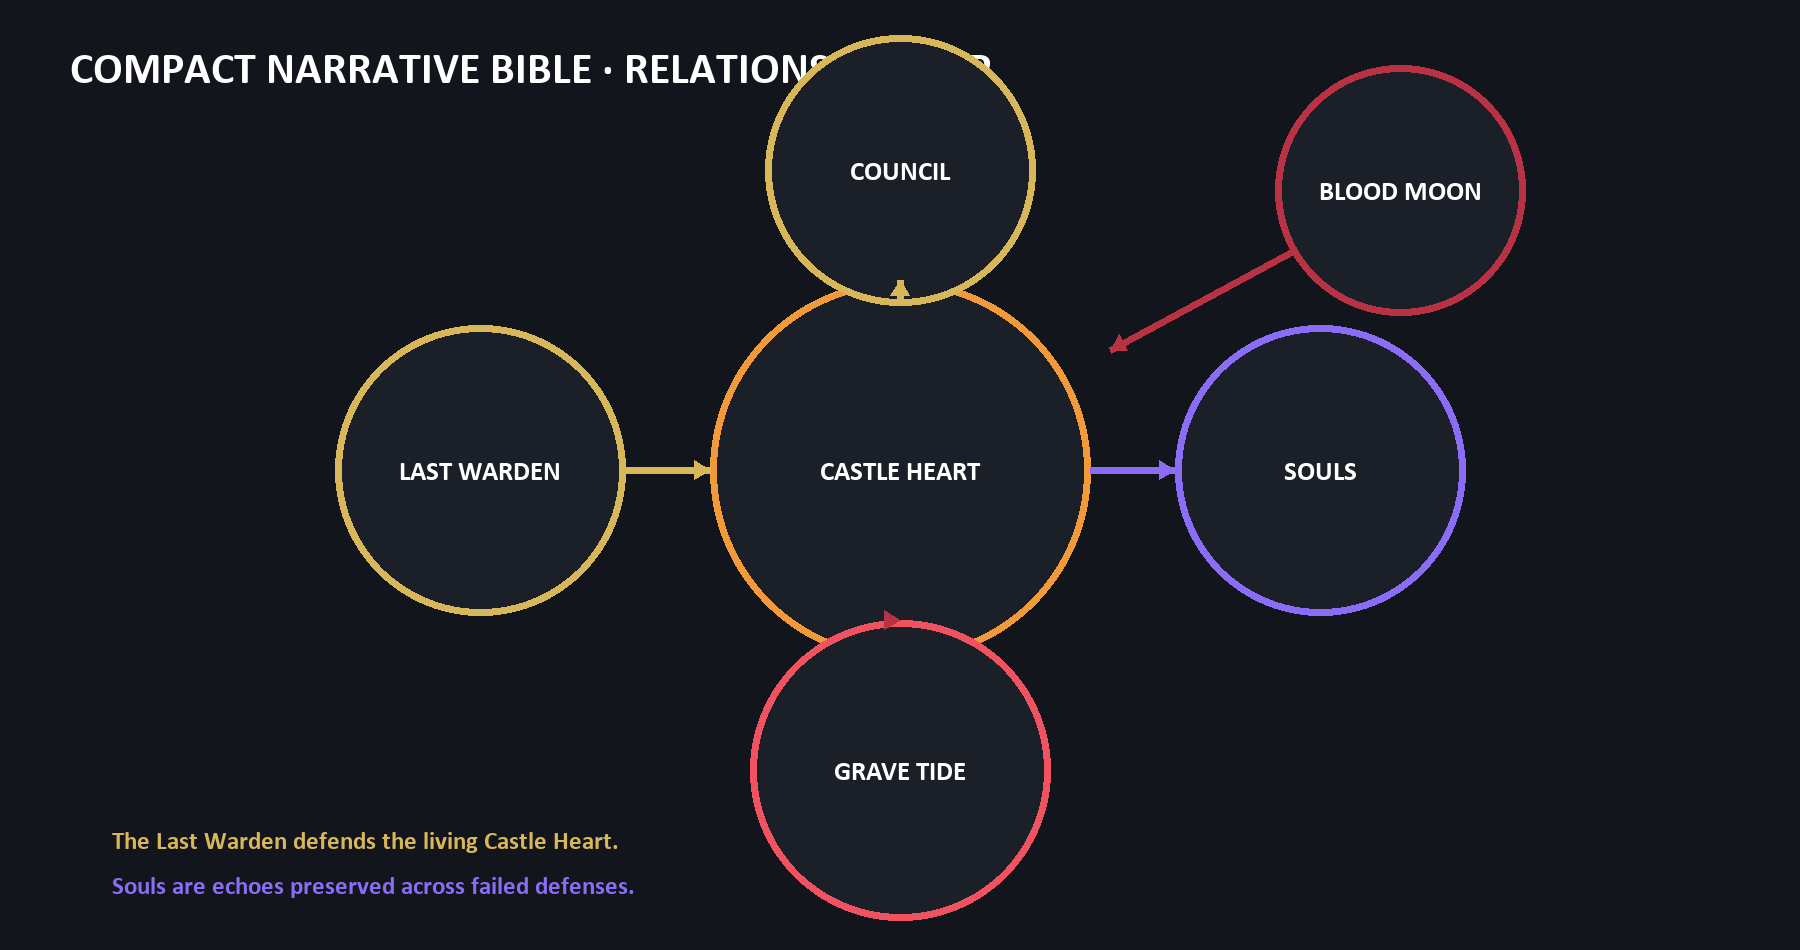 COMPACT NARRATIVE BIBLE · RELATIONS
COUNCIL
BLOOD MOON
LAST WARDEN
CASTLE HEART
SOULS
GRAVE TIDE
The Last Warden defends the living Castle Heart.
Souls are echoes preserved across failed defenses.